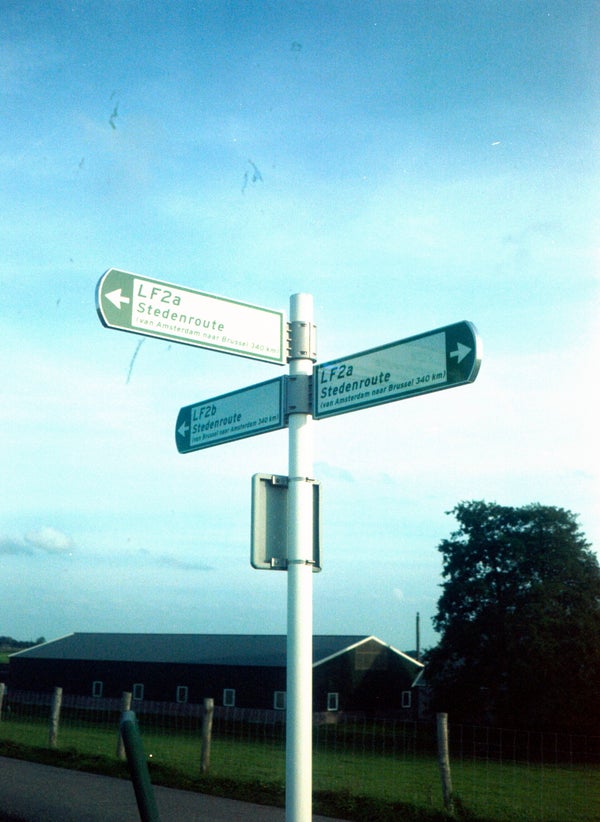 LF2a
Stedenroute
(van Amsterdam naar Brussel 340 km)
LF2a
Stedenroute
(van Amsterdam naar Brussel 340 km)
LF2b
Stedenroute
(van Brussel naar Amsterdam 340 km)